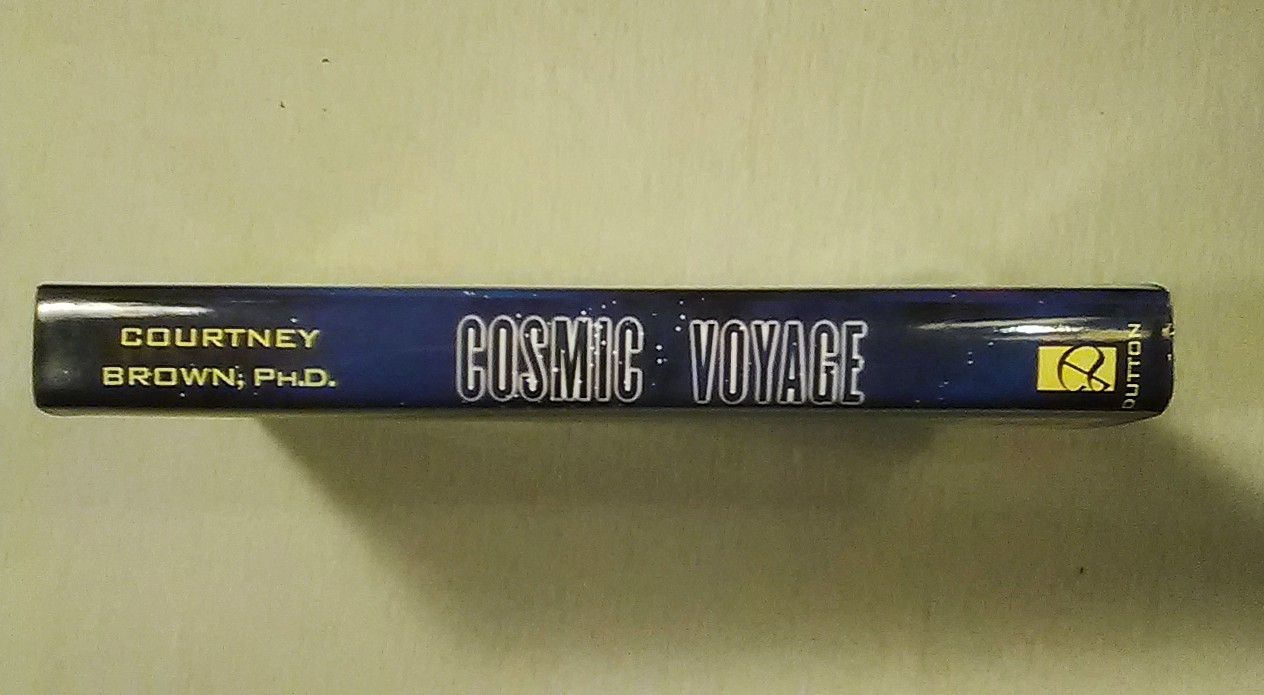 COURTNEY
BROWN, PH.D.
COSMIC VOYAGE
DUTTON